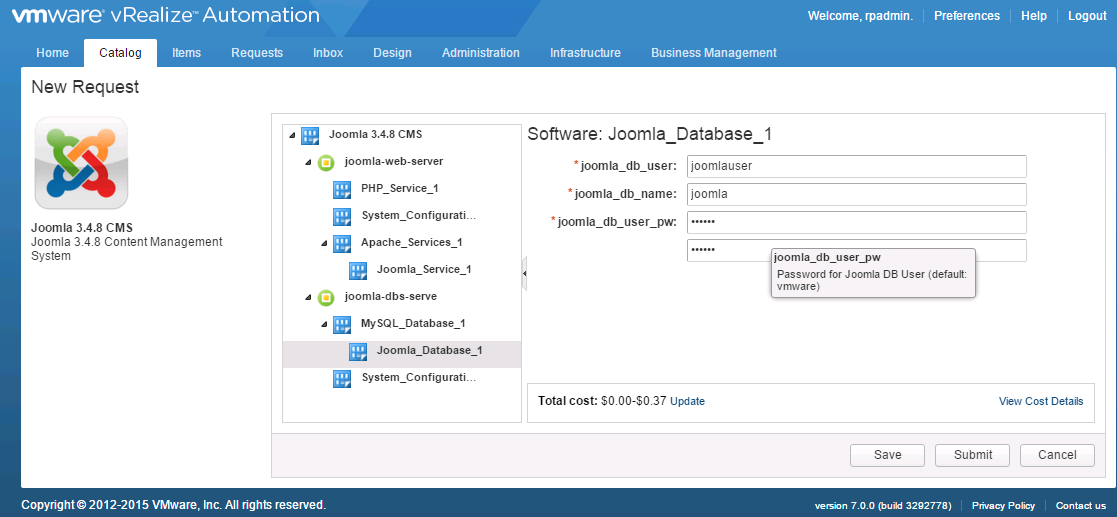 vmware vRealize™ Automation
Welcome, rpadmin. Preferences Help Logout
Home Catalog Items Requests Inbox Design Administration Infrastructure Business Management
New Request
Joomla 3.4.8 CMS
Joomla 3.4.8 Content Management
System
Joomla 3.4.8 CMS
joomla-web-server
PHP_Service_1
System_Configurati...
Apache_Services_1
Joomla_Service_1
joomla-dbs-serve
MySQL_Database_1
Joomla_Database_1
System_Configurati...
Software: Joomla_Database_1
*joomla_db_user: joomlauser
*joomla_db_name: joomla
*joomla_db_user_pw: ••••••
••••••
joomla_db_user_pw
Password for Joomla DB User (default:
vmware)
Total cost: $0.00-$0.37 Update View Cost Details
Save Submit Cancel
Copyright © 2012-2015 VMware, Inc. All rights reserved. version 7.0.0 (build 3292778) Privacy Policy Contact us